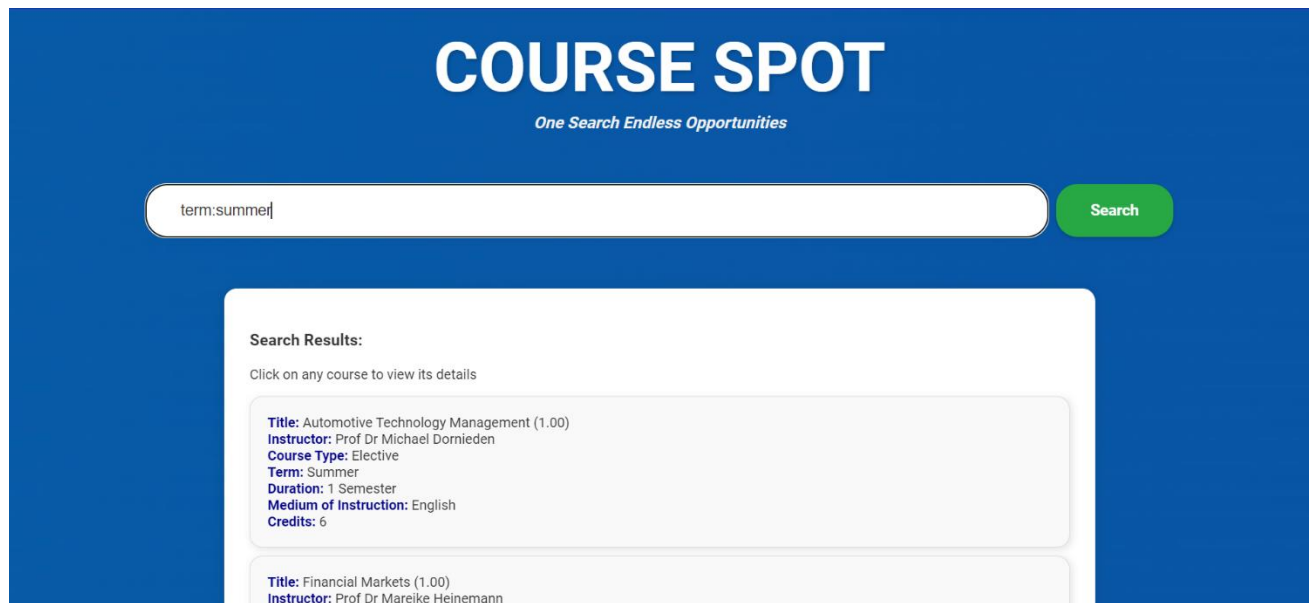 COURSE SPOT
One Search Endless Opportunities
term:summer
Search
Search Results:
Click on any course to view its details
Title: Automotive Technology Management (1.00)
Instructor: Prof Dr Michael Dornieden
Course Type: Elective
Term: Summer
Duration: 1 Semester
Medium of Instruction: English
Credits: 6
Title: Financial Markets (1.00)
Instructor: Prof Dr Mareike Heinemann